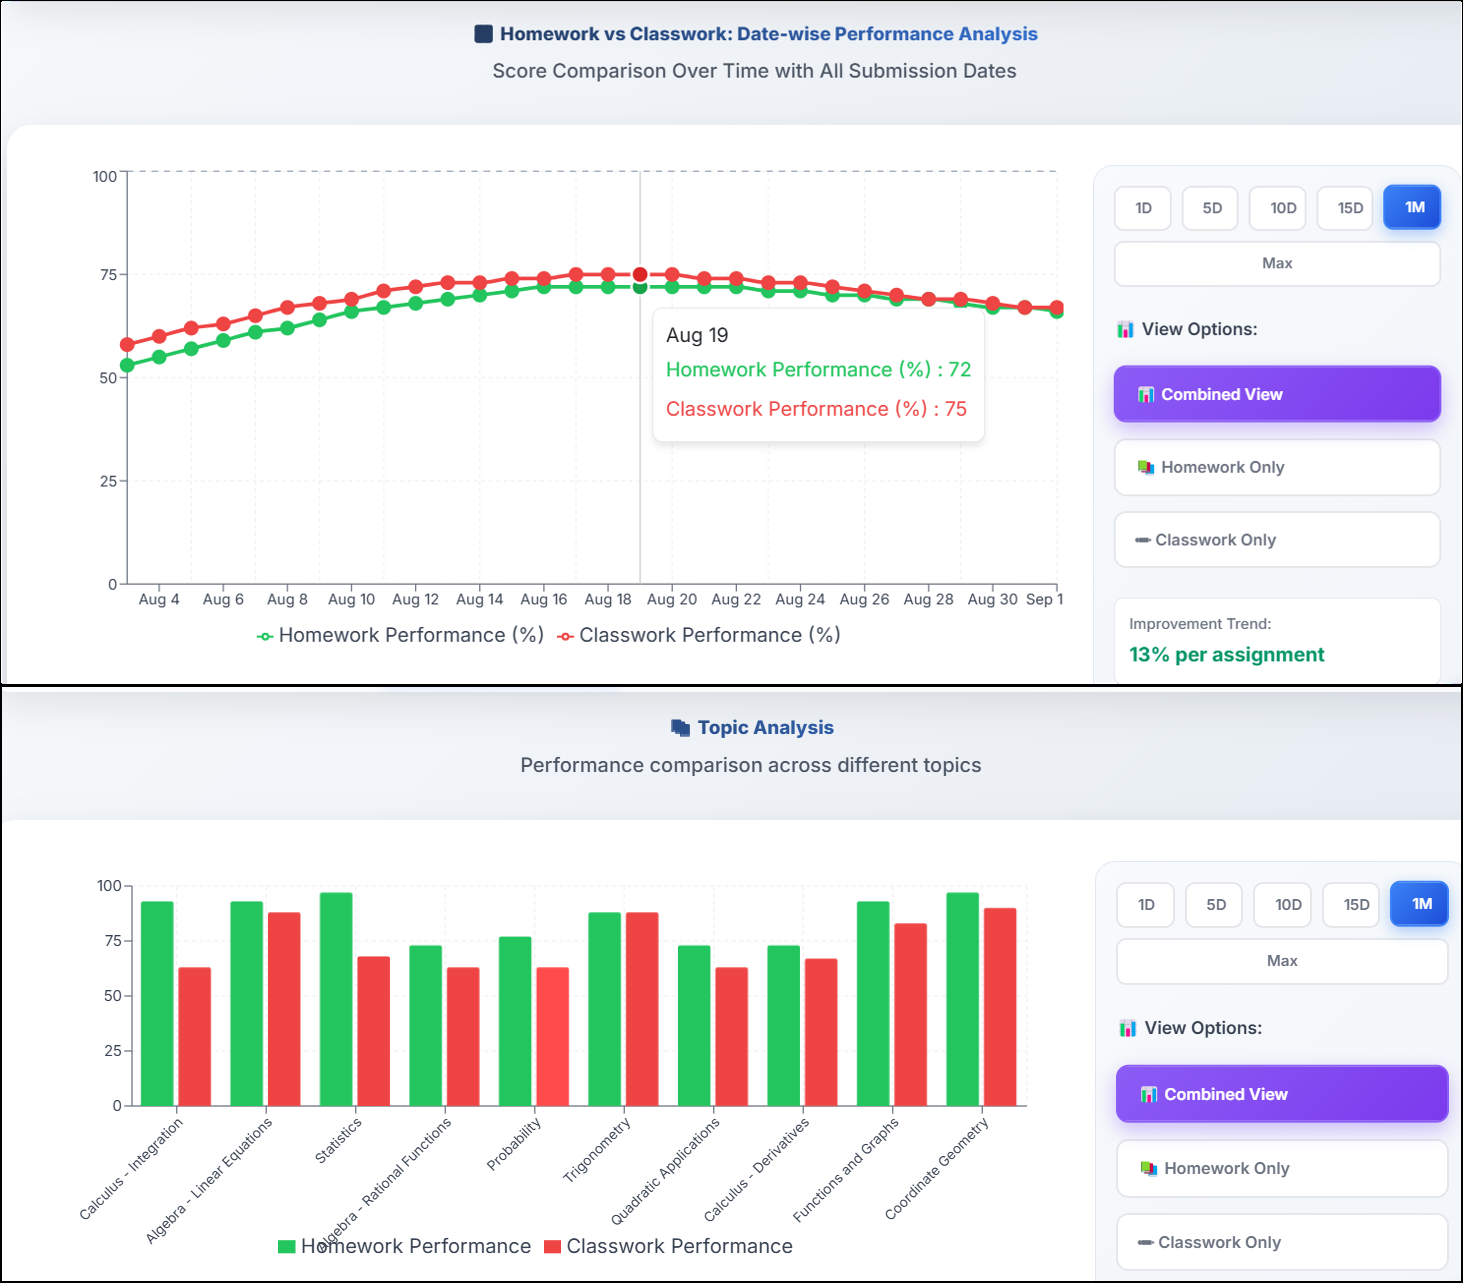 Homework vs Classwork: Date-wise Performance Analysis
Score Comparison Over Time with All Submission Dates
100
75
50
25
0
Aug 4 Aug 6 Aug 8 Aug 10 Aug 12 Aug 14 Aug 16 Aug 18 Aug 20 Aug 22 Aug 24 Aug 26 Aug 28 Aug 30 Sep 1
Aug 19
Homework Performance (%) : 72
Classwork Performance (%) : 75
Homework Performance (%) Classwork Performance (%)
1D 5D 10D 15D 1M
Max
View Options:
Combined View
Homework Only
Classwork Only
Improvement Trend:
13% per assignment
Topic Analysis
Performance comparison across different topics
100
75
50
25
0
Calculus - Integration
Algebra - Linear Equations
Statistics
Algebra - Rational Functions
Probability
Trigonometry
Quadratic Applications
Calculus - Derivatives
Functions and Graphs
Coordinate Geometry
Homework Performance Classwork Performance
1D 5D 10D 15D 1M
Max
View Options:
Combined View
Homework Only
Classwork Only